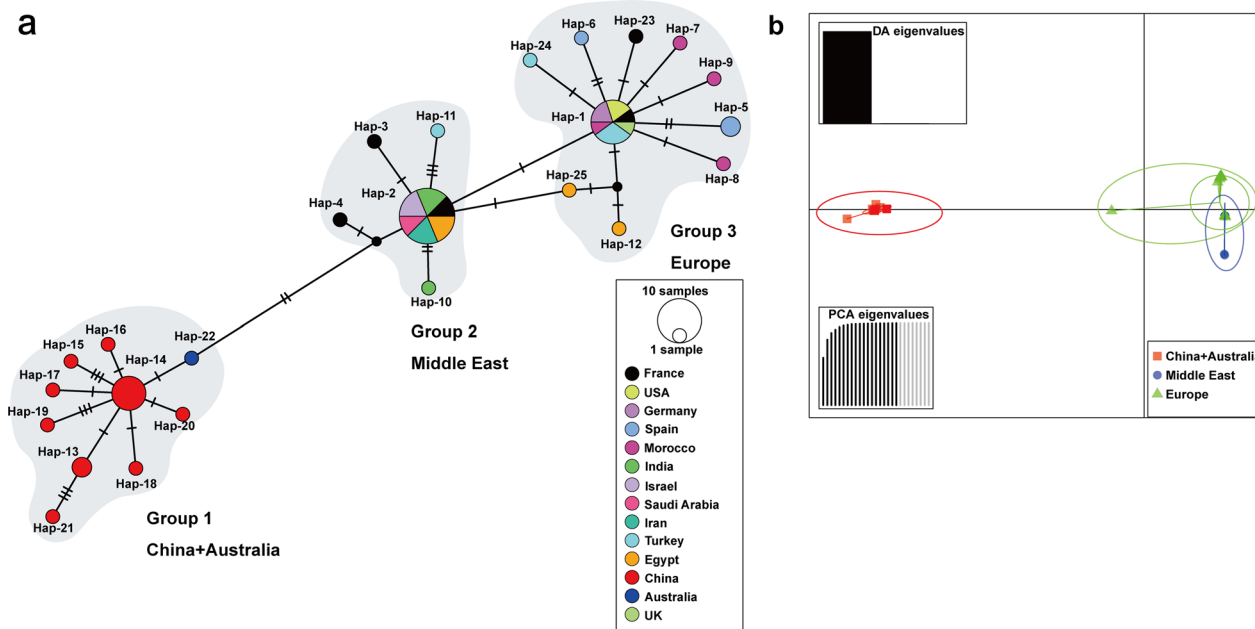 a
Hap-6
Hap-23
Hap-7
Hap-24
Hap-9
Hap-1
Hap-5
Hap-8
Hap-3
Hap-11
Hap-2
Hap-25
Hap-4
Hap-12
Hap-10
Group 3
Europe
Group 2
Middle East
Hap-16
Hap-22
Hap-15
Hap-14
Hap-17
Hap-19
Hap-20
Hap-13
Hap-18
Hap-21
Group 1
China+Australia
10 samples
1 sample
France
USA
Germany
Spain
Morocco
India
Israel
Saudi Arabia
Iran
Turkey
Egypt
China
Australia
UK
b
DA eigenvalues
PCA eigenvalues
China+Australia
Middle East
Europe